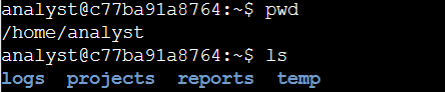 analyst@c77ba91a8764:~$ pwd
/home/analyst
analyst@c77ba91a8764:~$ ls
logs  projects  reports  temp